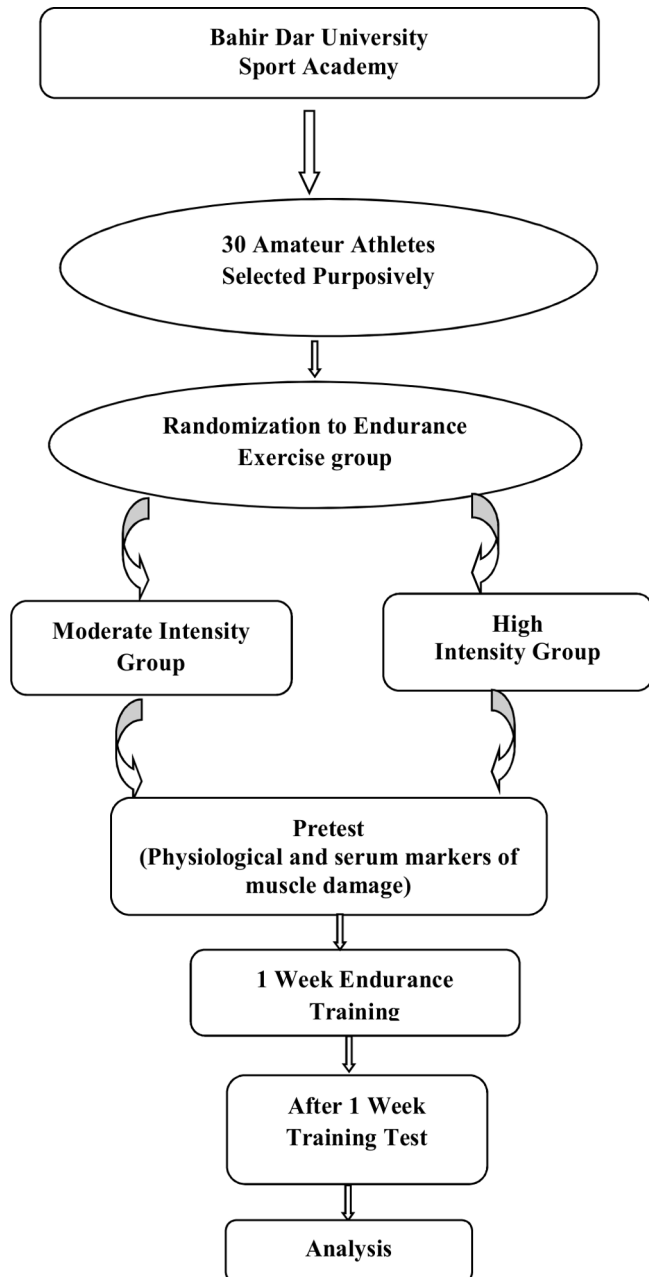 Bahir Dar University
Sport Academy
30 Amateur Athletes
Selected Purposively
Randomization to Endurance
Exercise group
Moderate Intensity
Group
High
Intensity Group
Pretest
(Physiological and serum markers of
muscle damage)
1 Week Endurance
Training
After 1 Week
Training Test
Analysis